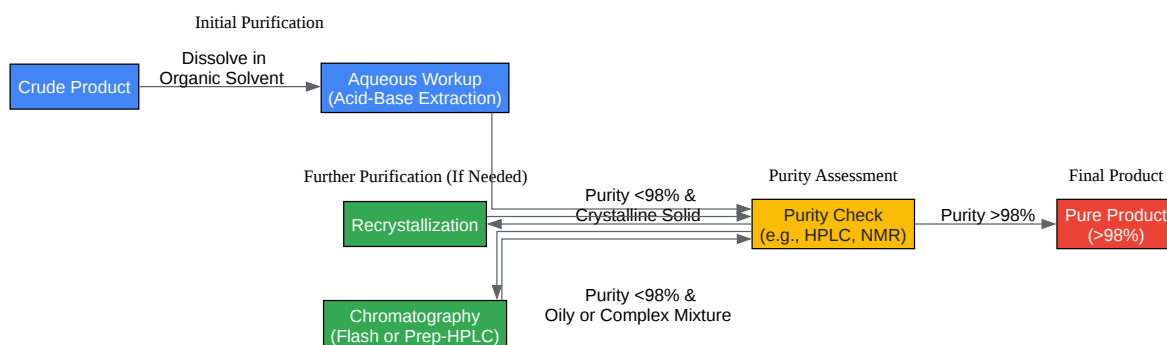 Initial Purification
Dissolve in
Organic Solvent
Crude Product
Aqueous Workup
(Acid-Base Extraction)
Further Purification (If Needed)
Purity Assessment
Final Product
Purity <98% &
Crystalline Solid
Recrystallization
Purity Check
(e.g., HPLC, NMR)
Purity >98%
Pure Product
(>98%)
Purity <98% &
Oily or Complex Mixture
Chromatography
(Flash or Prep-HPLC)